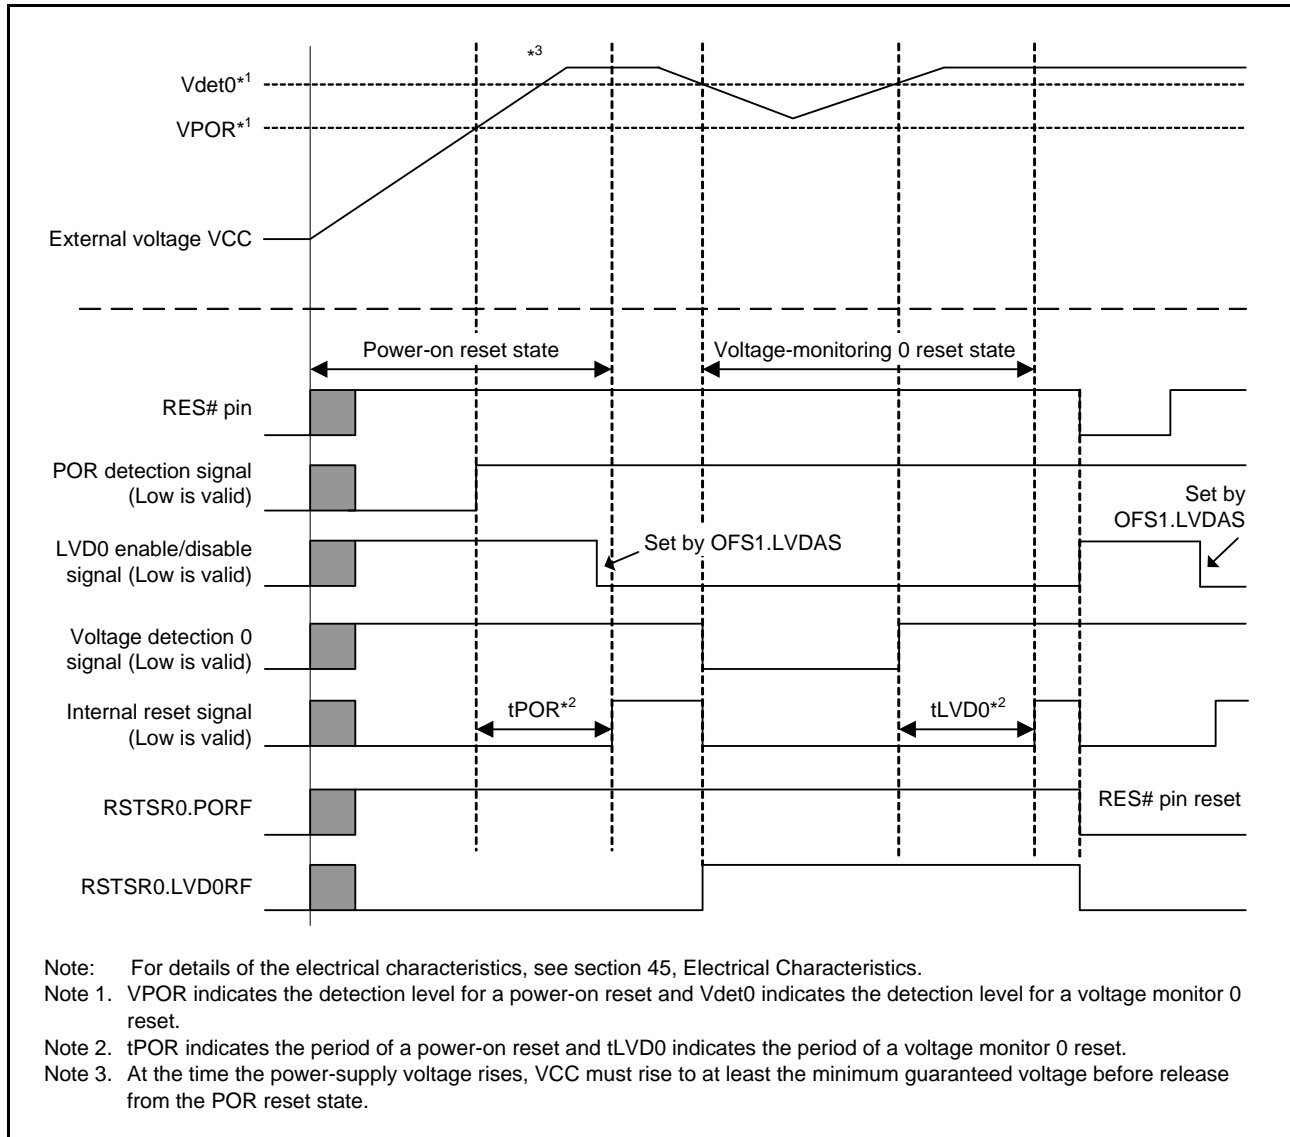 *3
Vdet0*1
VPOR*1
External voltage VCC
Power-on reset state
Voltage-monitoring 0 reset state
RES# pin
POR detection signal
(Low is valid)
Set by
OFS1.LVDAS
LVD0 enable/disable
signal (Low is valid)
Set by OFS1.LVDAS
Voltage detection 0
signal (Low is valid)
Internal reset signal
(Low is valid)
tPOR*2
tLVD0*2
RSTSR0.PORF
RES# pin reset
RSTSR0.LVD0RF
Note: For details of the electrical characteristics, see section 45, Electrical Characteristics.
Note 1. VPOR indicates the detection level for a power-on reset and Vdet0 indicates the detection level for a voltage monitor 0
reset.
Note 2. tPOR indicates the period of a power-on reset and tLVD0 indicates the period of a voltage monitor 0 reset.
Note 3. At the time the power-supply voltage rises, VCC must rise to at least the minimum guaranteed voltage before release
from the POR reset state.